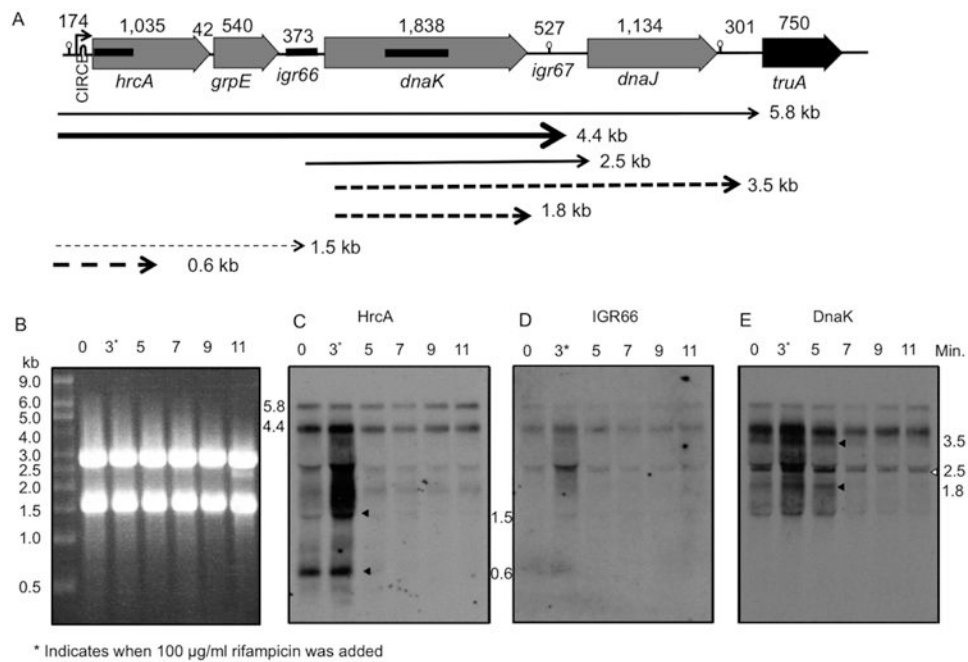 A
174 1,035 42 540 373 1,838 527 1,134 301 750
CIRCE hrcA grpE igr66 dnaK igr67 dnaJ truA
5.8 kb
4.4 kb
2.5 kb
3.5 kb
1.8 kb
1.5 kb
0.6 kb
B
0 3* 5 7 9 11
kb
9.0
6.0
5.0
4.0
3.0
2.5
2.0
1.5
1.0
0.5
C HrcA
0 3* 5 7 9 11
5.8
4.4
1.5
0.6
D IGR66
0 3* 5 7 9 11
E DnaK
0 3* 5 7 9 11 Min.
3.5
2.5
1.8
* Indicates when 100 µg/ml rifampicin was added